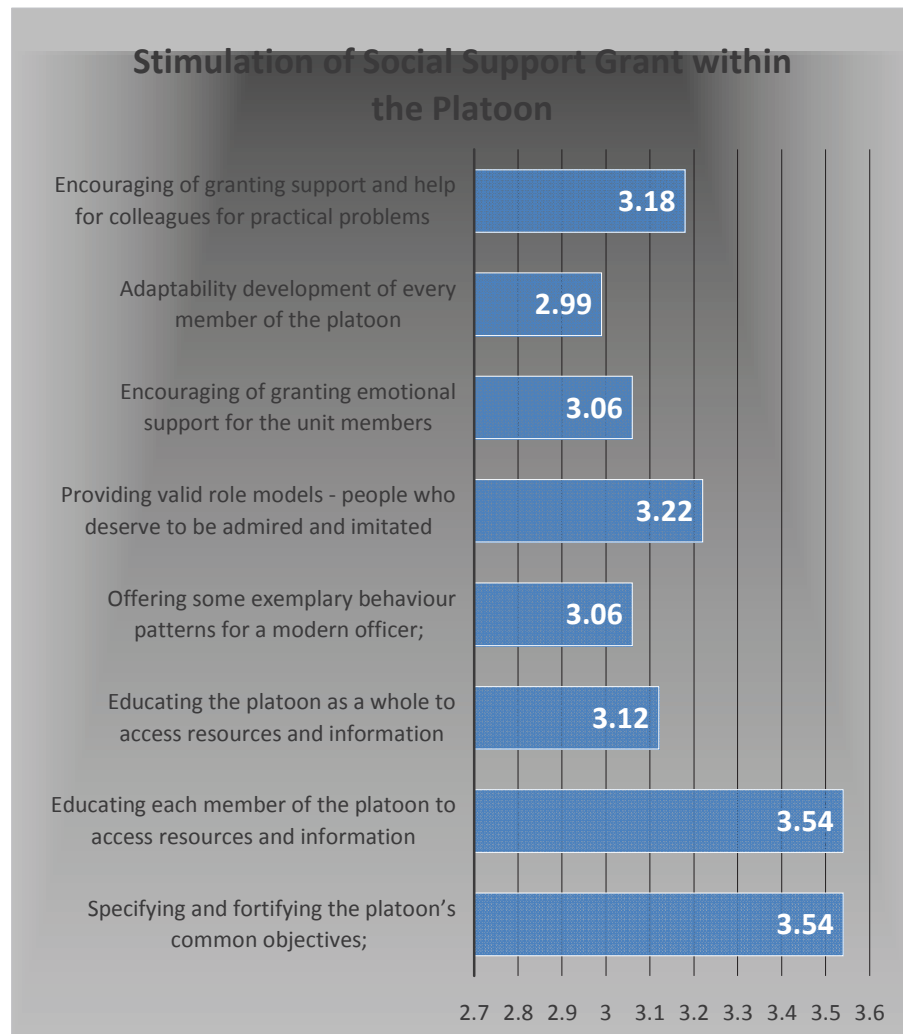 Stimulation of Social Support Grant within
the Platoon
Encouraging of granting support and help
for colleagues for practical problems
3.18
Adaptability development of every
member of the platoon
2.99
Encouraging of granting emotional
support for the unit members
3.06
Providing valid role models - people who
deserve to be admired and imitated
3.22
Offering some exemplary behaviour
patterns for a modern officer;
3.06
Educating the platoon as a whole to
access resources and information
3.12
Educating each member of the platoon to
access resources and information
3.54
Specifying and fortifying the platoon’s
common objectives;
3.54
2.7 2.8 2.9 3 3.1 3.2 3.3 3.4 3.5 3.6